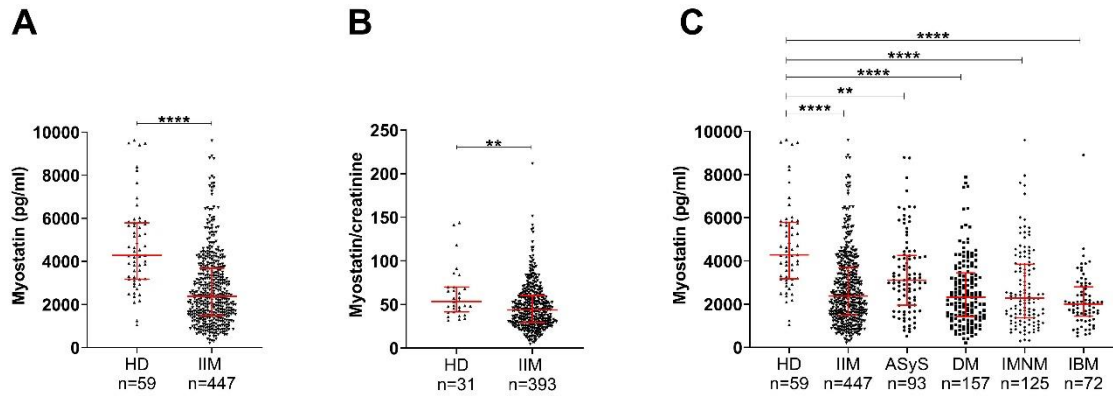 A
****
Myostatin (pg/ml)
10000
8000
6000
4000
2000
0
HD
n=59
IIM
n=447
B
**
Myostatin/creatinine
250
200
150
100
50
0
HD
n=31
IIM
n=393
C
****
****
****
**
****
Myostatin (pg/ml)
10000
8000
6000
4000
2000
0
HD
n=59
IIM
n=447
ASyS
n=93
DM
n=157
IMNM
n=125
IBM
n=72